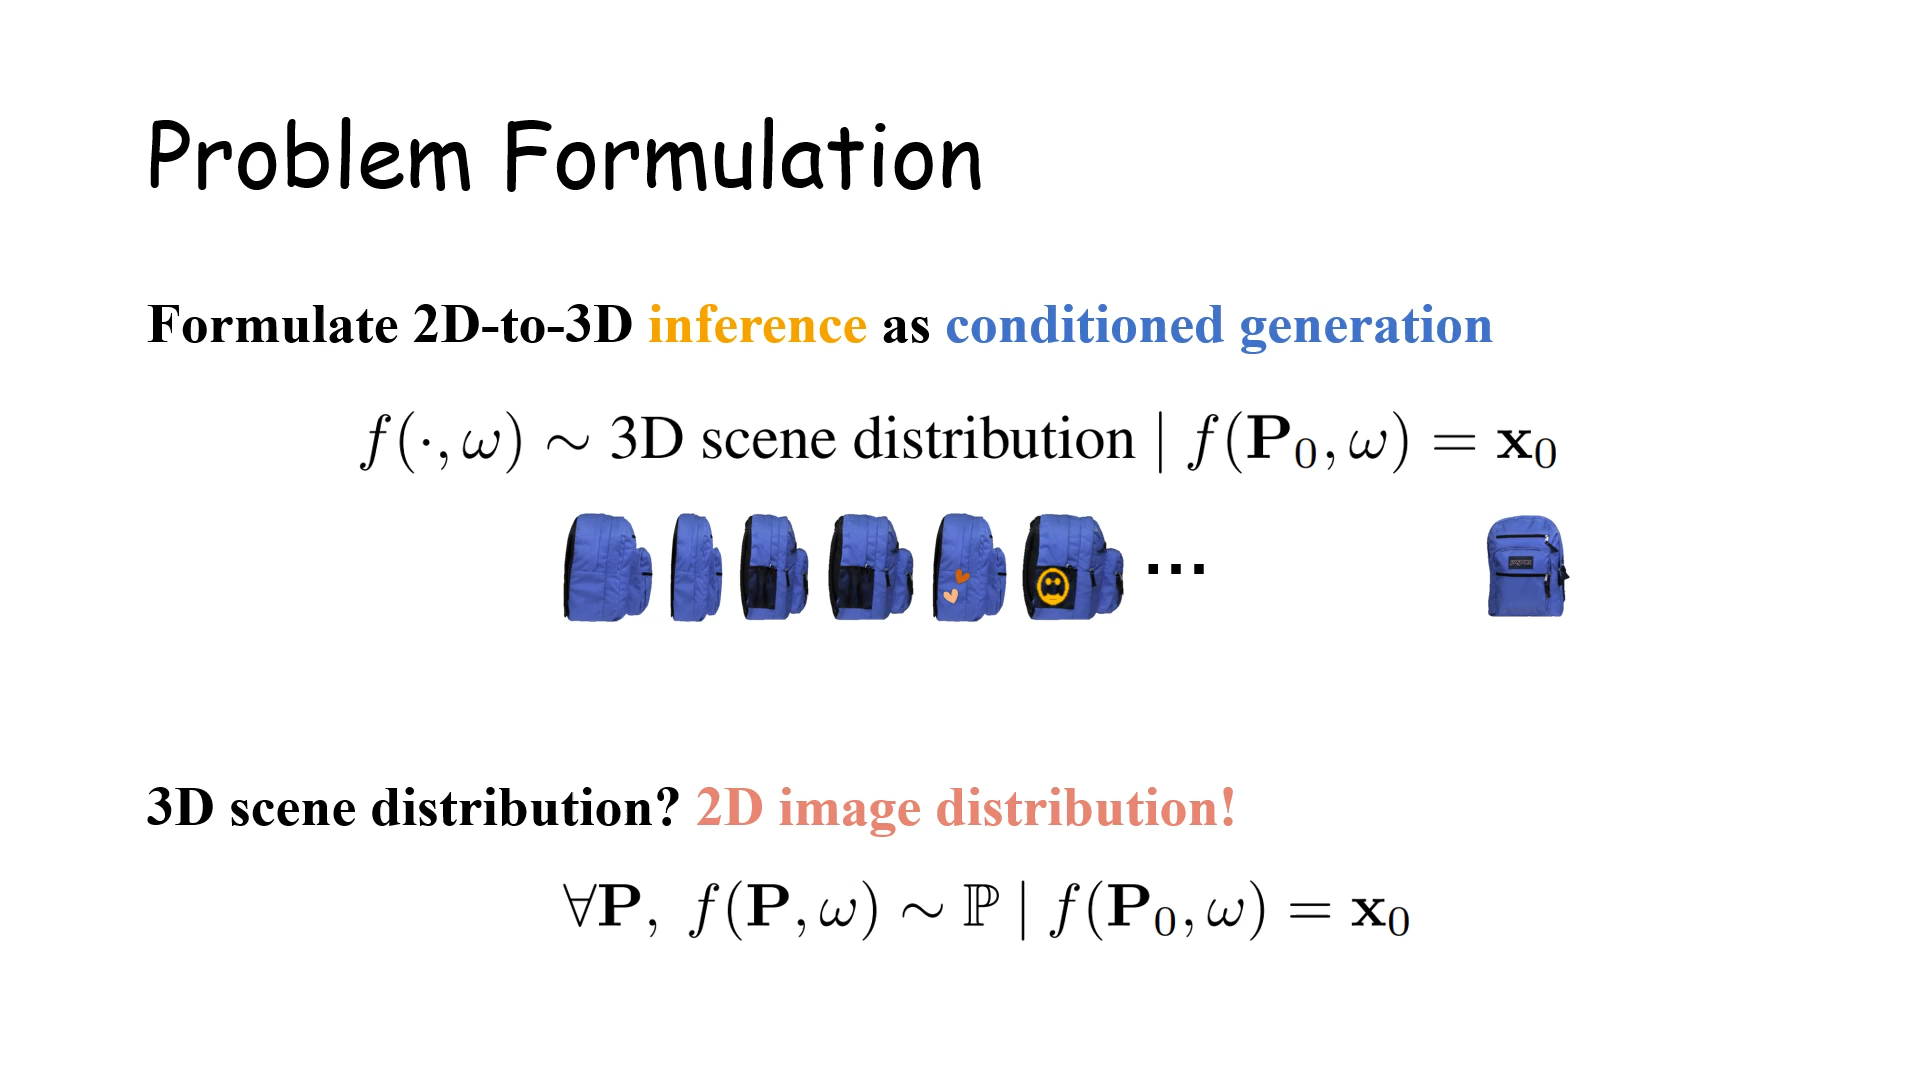 Problem Formulation
Formulate 2D-to-3D inference as conditioned generation
f(·, ω) ~ 3D scene distribution | f(P₀, ω) = x₀
...
3D scene distribution? 2D image distribution!
∀P, f(P, ω) ~ ℙ | f(P₀, ω) = x₀